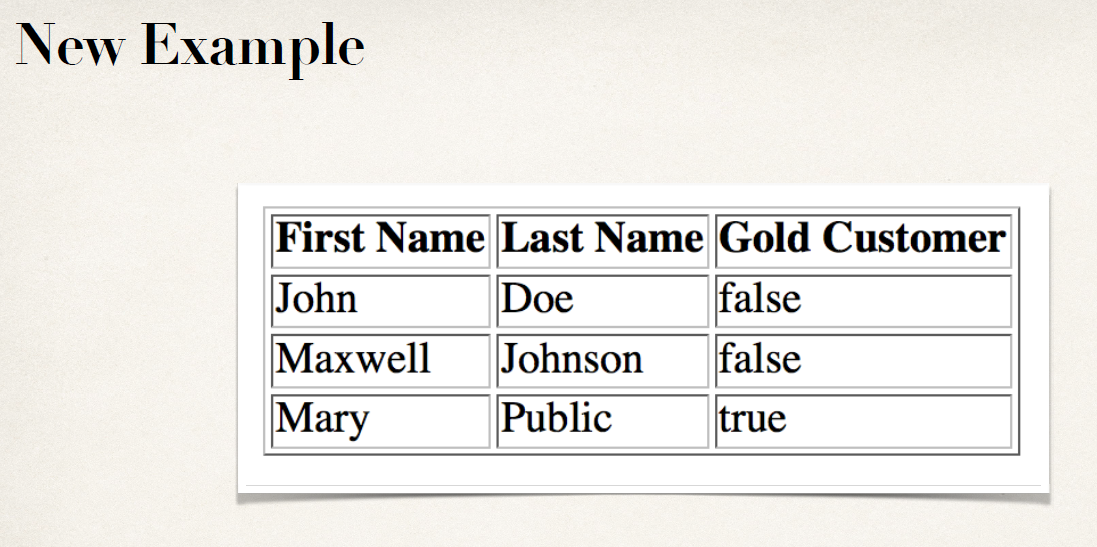 New Example
First Name Last Name Gold Customer
John Doe false
Maxwell Johnson false
Mary Public true